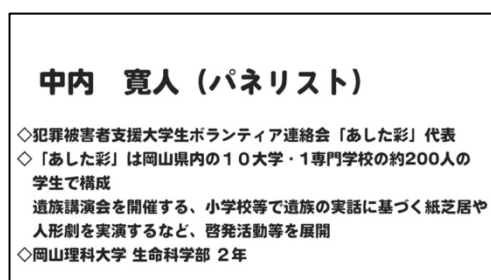 中内　寛人（パネリスト）
◇犯罪被害者支援大学生ボランティア連絡会「あした彩」代表
◇「あした彩」は岡山県内の１０大学・1専門学校の約200人の
学生で構成
遺族講演会を開催する、小学校等で遺族の実話に基づく紙芝居や
人形劇を実演するなど、啓発活動等を展開
◇岡山理科大学 生命科学部 ２年